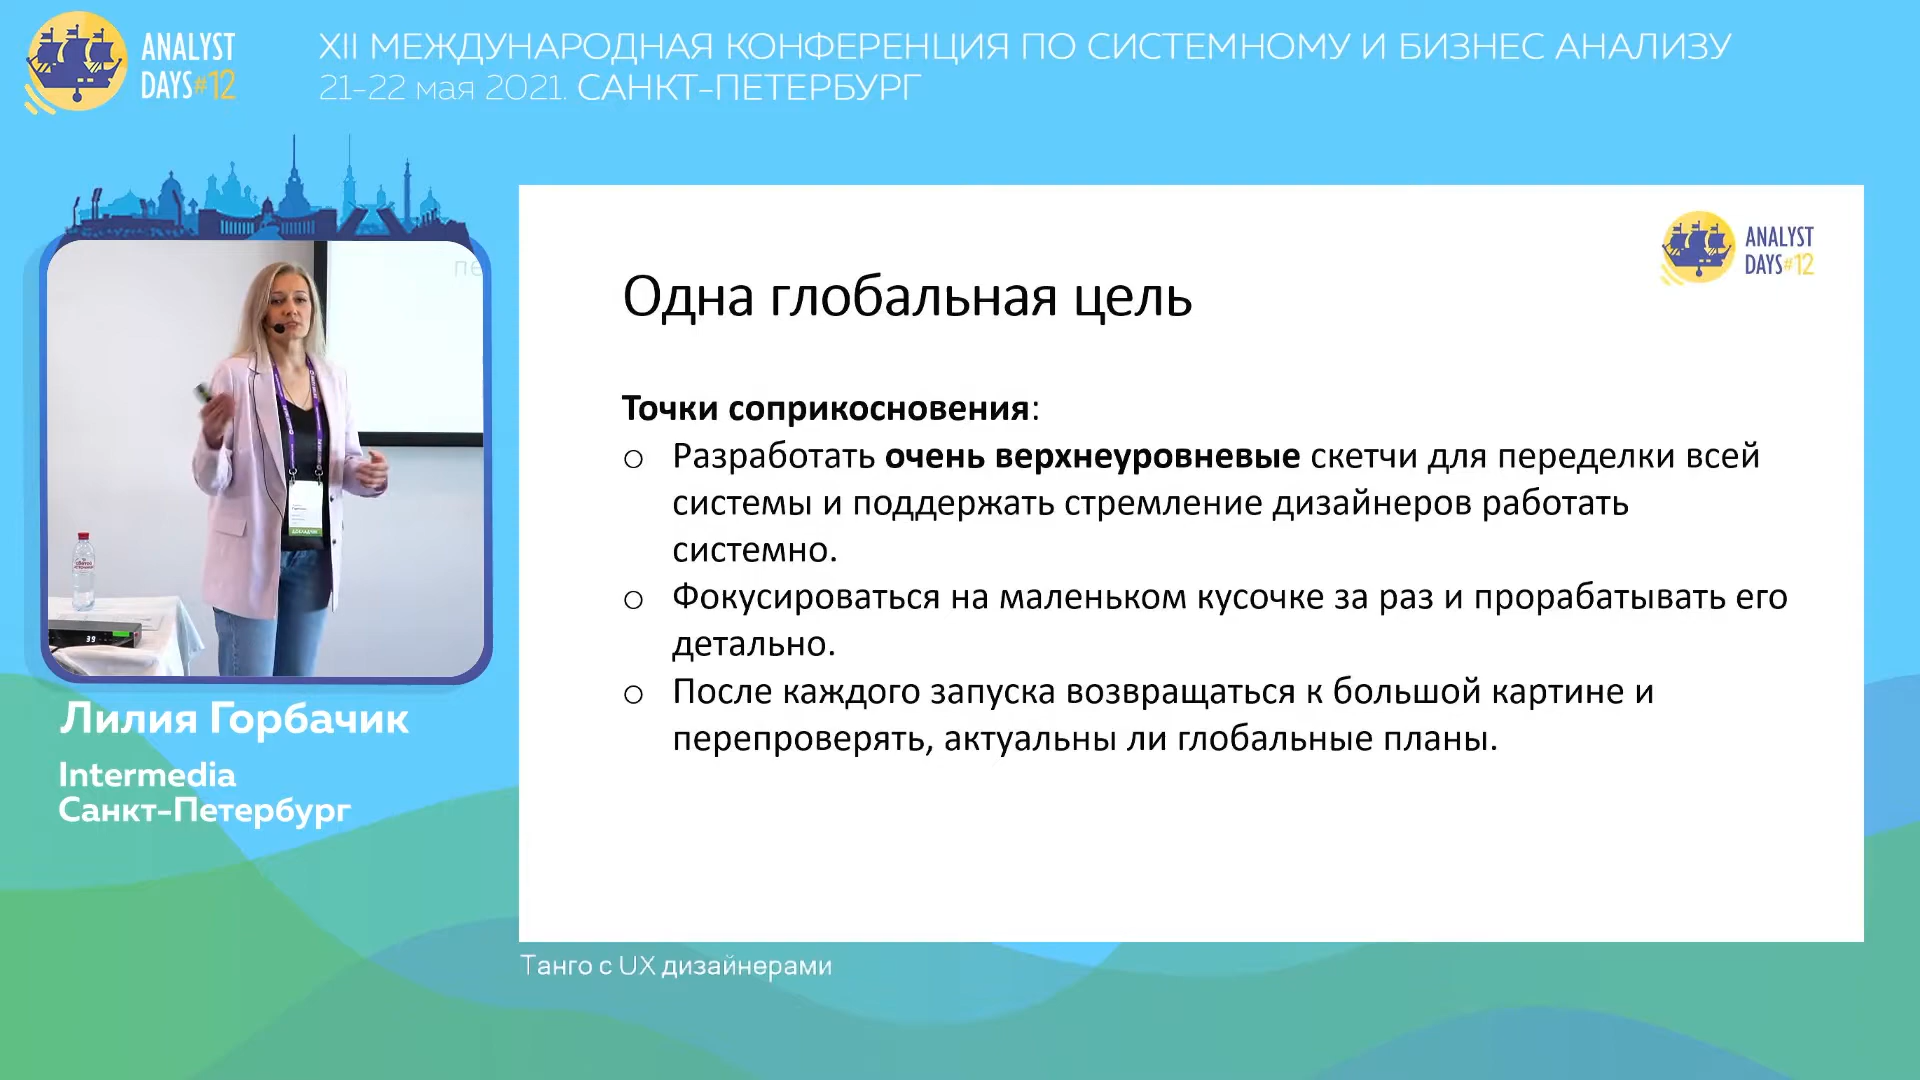 ANALYST
DAYS#12
XII МЕЖДУНАРОДНАЯ КОНФЕРЕНЦИЯ ПО СИСТЕМНОМУ И БИЗНЕС АНАЛИЗУ
21-22 мая 2021. САНКТ-ПЕТЕРБУРГ
пе
39
Лилия Горбачик
Intermedia
Санкт-Петербург
ANALYST
DAYS#12
Одна глобальная цель
Точки соприкосновения:
○ Разработать очень верхнеуровневые скетчи для переделки всей
системы и поддержать стремление дизайнеров работать
системно.
○ Фокусироваться на маленьком кусочке за раз и прорабатывать его
детально.
○ После каждого запуска возвращаться к большой картине и
перепроверять, актуальны ли глобальные планы.
Танго с UX дизайнерами